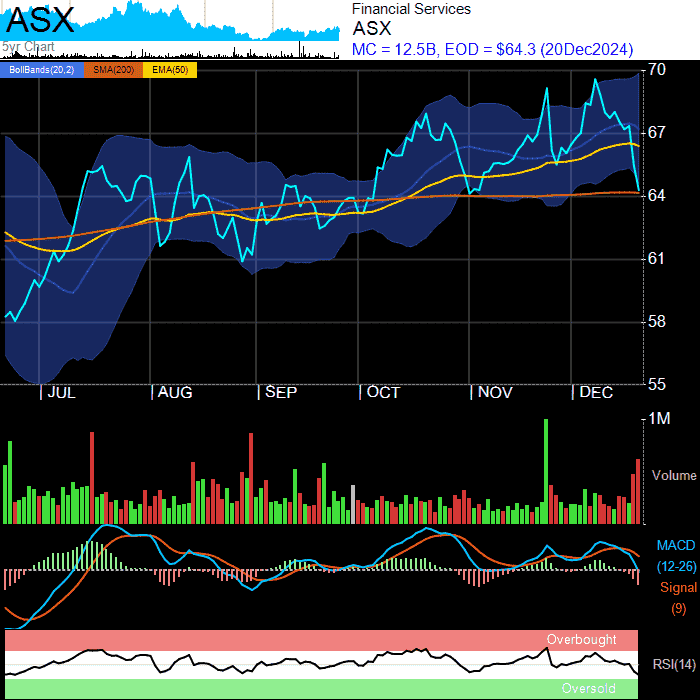 ASX
5yr Chart
Financial Services
ASX
MC = 12.5B, EOD = $64.3 (20Dec2024)
BollBands(20,2) SMA(200) EMA(50)
70
67
64
61
58
55
JUL AUG SEP OCT NOV DEC
1M
Volume
MACD
(12-26)
Signal
(9)
Overbought
RSI(14)
Oversold